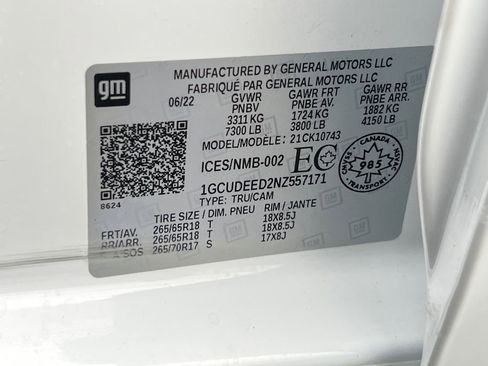 gm
MANUFACTURED BY GENERAL MOTORS LLC
FABRIQUÉ PAR GENERAL MOTORS LLC
06/22 GVWR GAWR FRT GAWR RR
PNBV PNBE AV. PNBE ARR.
3311 KG 1724 KG 1882 KG
7300 LB 3800 LB 4150 LB
MODEL/MODÈLE: 21CK10743
ICES/NMB-002 EC CANADA 985
8624
1GCUDEED2NZ557171
TYPE: TRU/CAM
TIRE SIZE / DIM. PNEU RIM / JANTE
FRT/AV. 265/65R18 T 18X8.5J
RR/ARR. 265/65R18 T 18X8.5J
265/70R17 S 17X8J